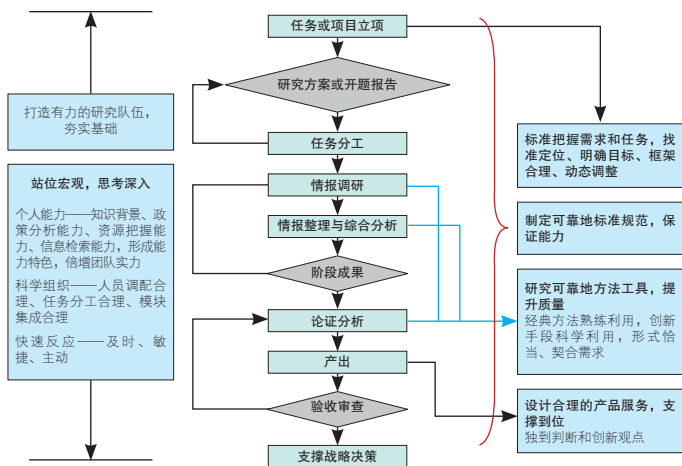 打造有力的研究队伍，
夯实基础
站位宏观，思考深入
个人能力——知识背景、政
策分析能力、资源把握能
力、信息检索能力，形成能
力特色，倍增团队实力
科学组织——人员调配合
理、任务分工合理、模块
集成合理
快速反应——及时、敏
捷、主动
任务或项目立项
研究方案或开题报告
任务分工
情报调研
情报整理与综合分析
阶段成果
论证分析
产出
验收审查
支撑战略决策
标准把握需求和任务，找
准定位、明确目标、框架
合理、动态调整
制定可靠地标准规范，保
证能力
研究可靠地方法工具，提
升质量
经典方法熟练利用，创新
手段科学利用，形式恰
当、契合需求
设计合理的产品服务，支
撑到位
独到判断和创新观点